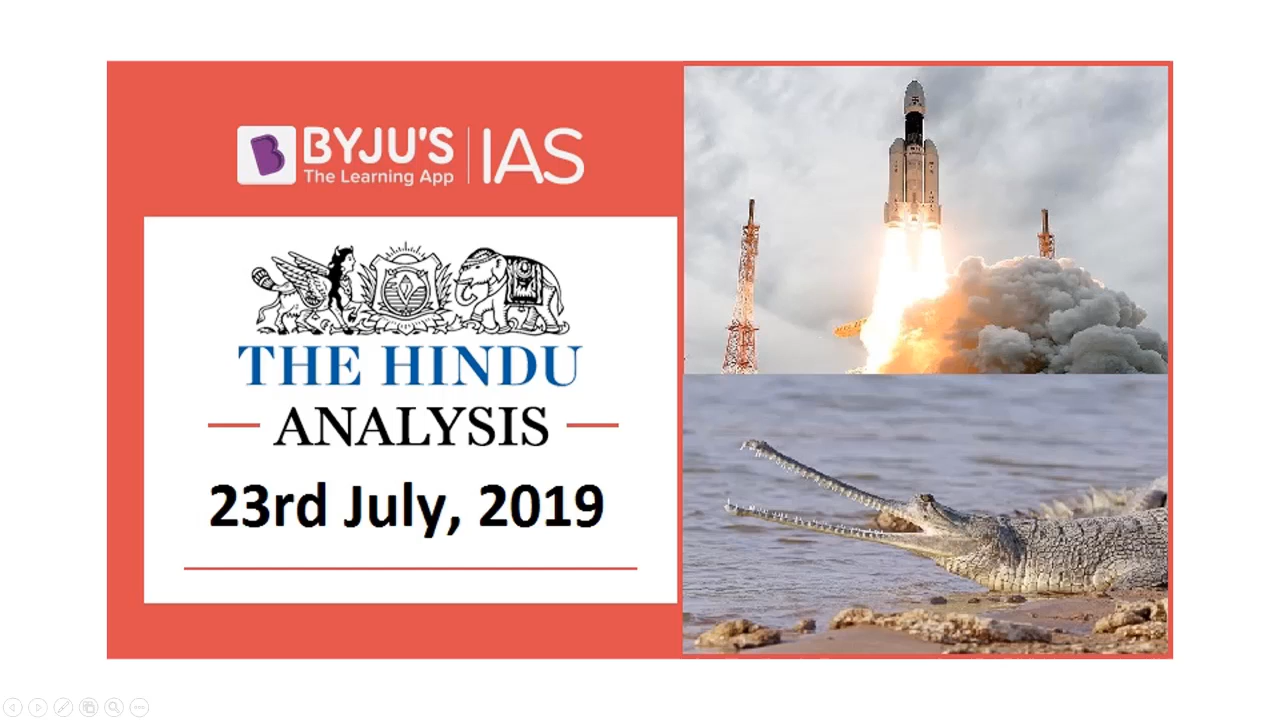 BYJU'S
The Learning App
IAS
THE HINDU
ANALYSIS
23rd July, 2019